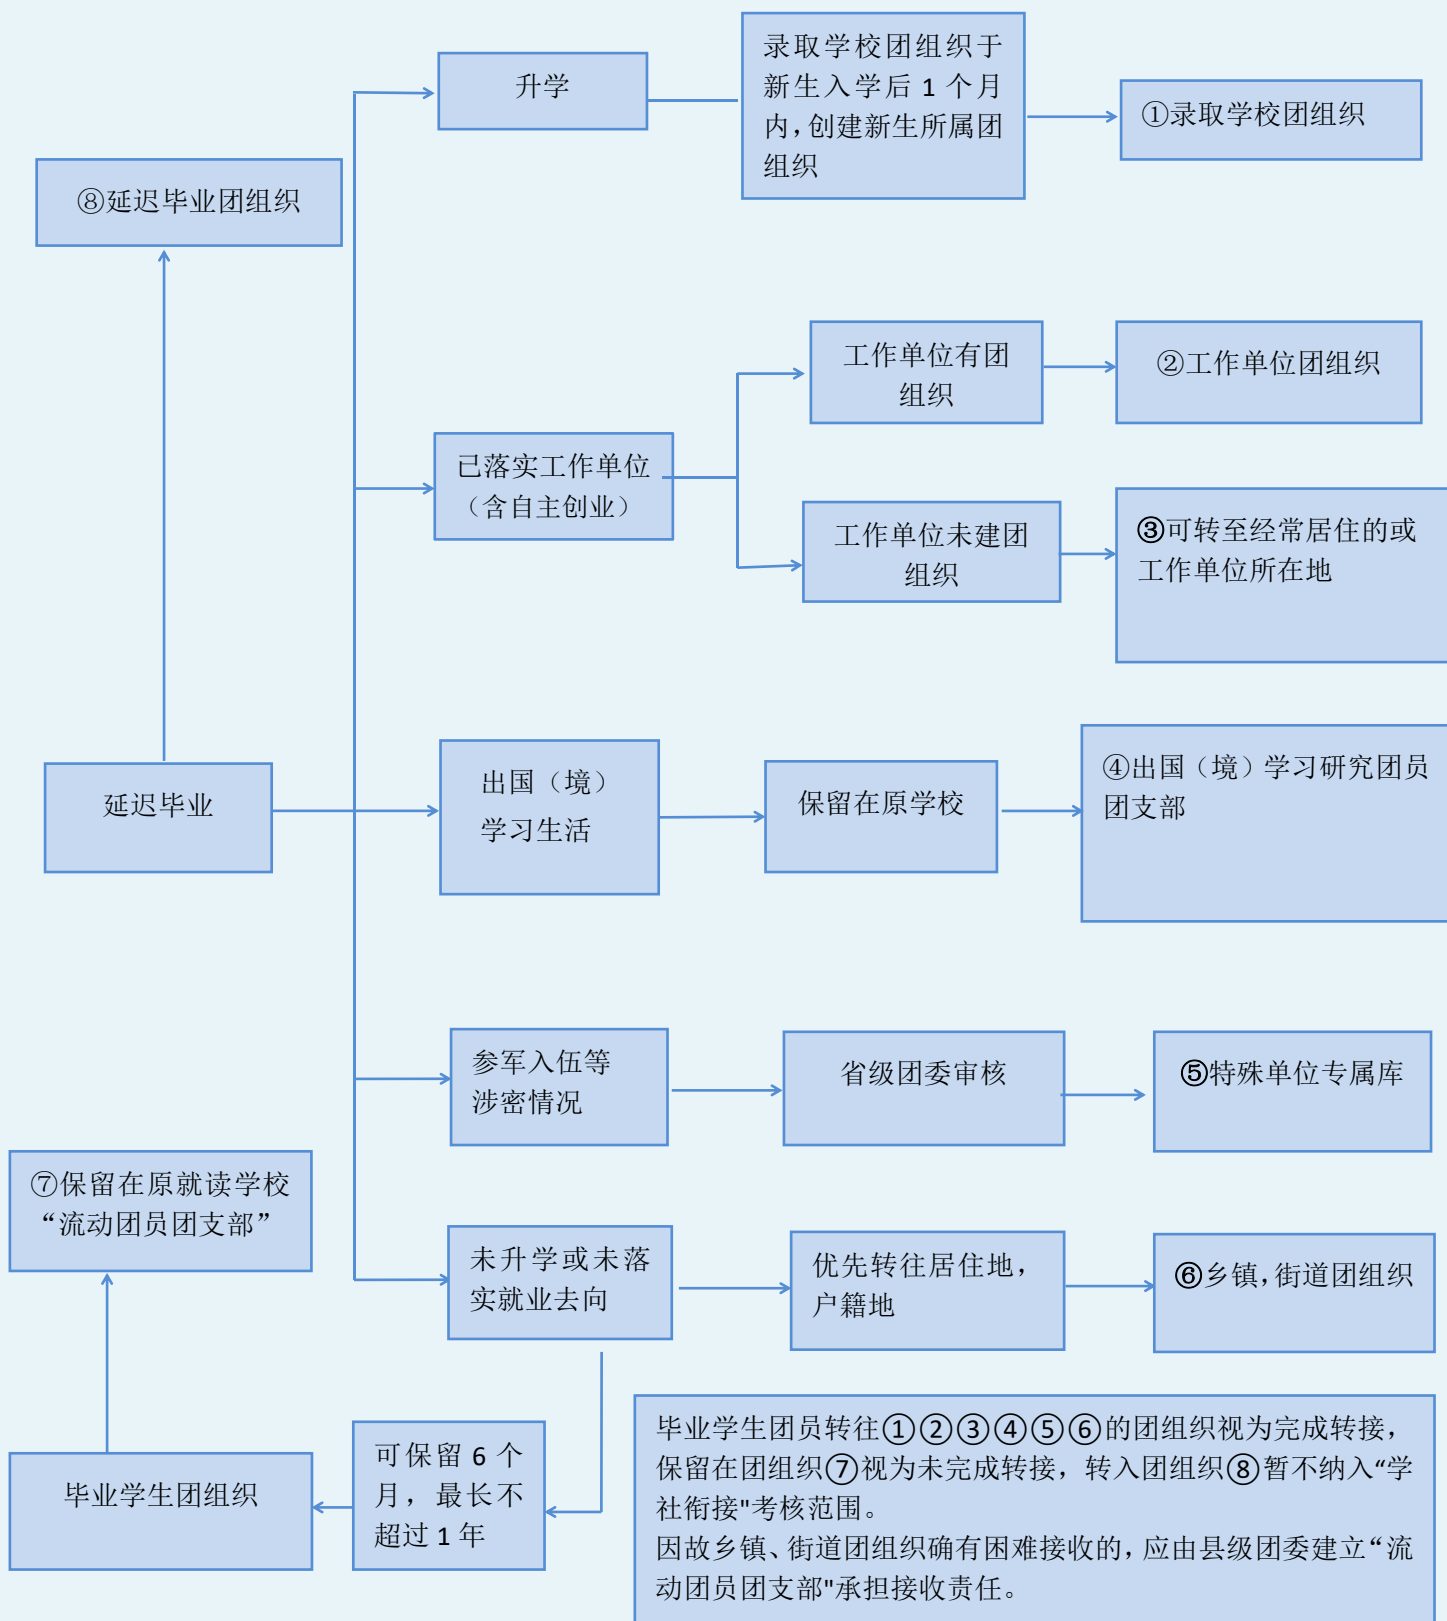 升学
录取学校团组织于
新生入学后 1 个月
内，创建新生所属团
组织
①录取学校团组织
⑧延迟毕业团组织
工作单位有团
组织
②工作单位团组织
已落实工作单位
（含自主创业）
工作单位未建团
组织
③可转至经常居住的或
工作单位所在地
延迟毕业
出国（境）
学习生活
保留在原学校
④出国（境）学习研究团员
团支部
参军入伍等
涉密情况
省级团委审核
⑤特殊单位专属库
⑦保留在原就读学校
“流动团员团支部”
未升学或未落
实就业去向
优先转往居住地，
户籍地
⑥乡镇，街道团组织
毕业学生团组织
可保留 6 个
月，最长不
超过 1 年
毕业学生团员转往①②③④⑤⑥的团组织视为完成转接，
保留在团组织⑦视为未完成转接，转入团组织⑧暂不纳入“学
社衔接"考核范围。
因故乡镇、街道团组织确有困难接收的，应由县级团委建立“流
动团员团支部"承担接收责任。